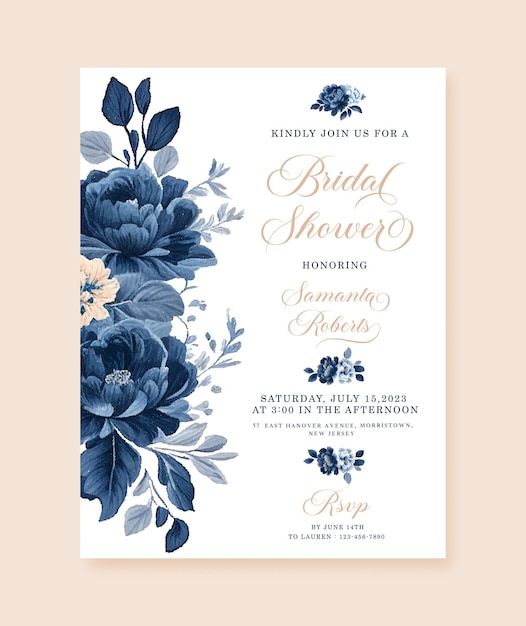 KINDLY JOIN US FOR A
Bridal
Shower
HONORING
Samanta
Roberts
SATURDAY, JULY 15,2023
AT 3:00 IN THE AFTERNOON
57 EAST HANOVER AVENUE, MORRISTOWN,
NEW JERSEY
Rsvp
BY JUNE 14TH
TO LAUREN : 123-456-7890